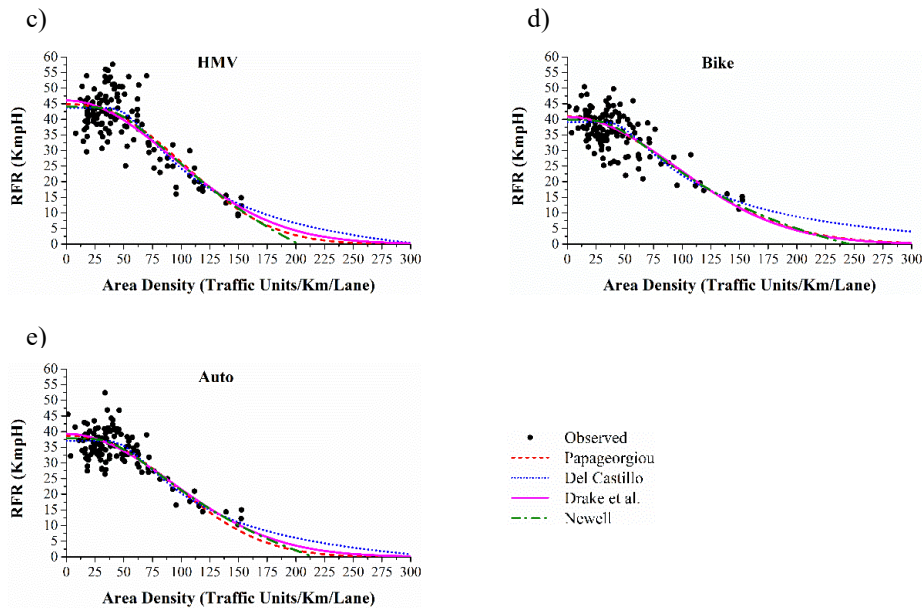 c)
HMV
60
55
50
45
40
35
30
25
20
15
10
5
0
RFR (KmpH)
0 25 50 75 100 125 150 175 200 225 250 275 300
Area Density (Traffic Units/Km/Lane)
d)
Bike
60
55
50
45
40
35
30
25
20
15
10
5
0
RFR (KmpH)
0 25 50 75 100 125 150 175 200 225 250 275 300
Area Density (Traffic Units/Km/Lane)
e)
Auto
60
55
50
45
40
35
30
25
20
15
10
5
0
RFR (KmpH)
0 25 50 75 100 125 150 175 200 225 250 275 300
Area Density (Traffic Units/Km/Lane)
Observed
Papageorgiou
Del Castillo
Drake et al.
Newell